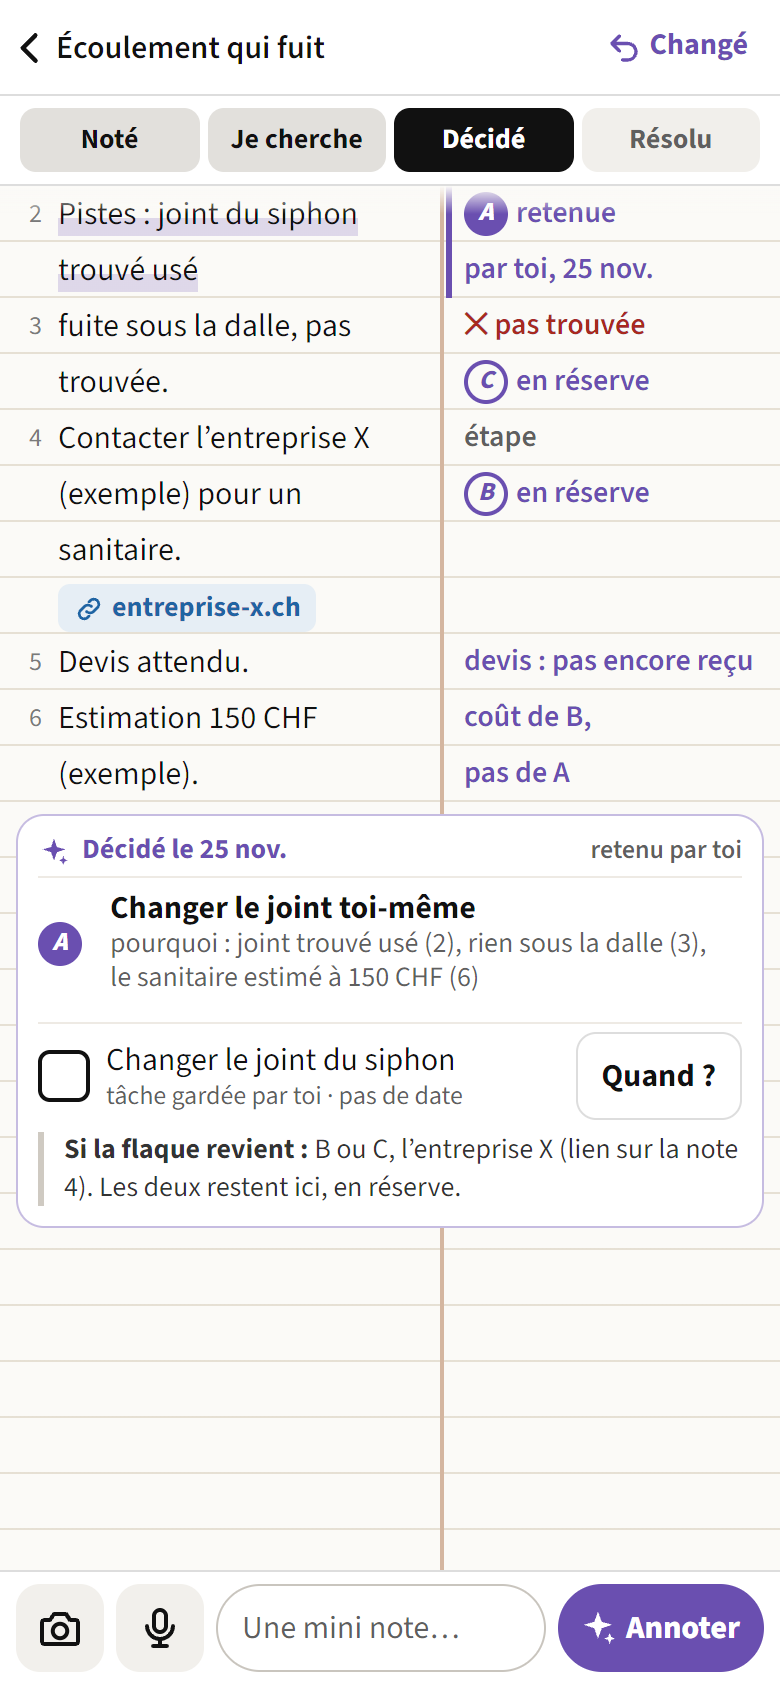 Écoulement qui fuit
Changé
Noté
Je cherche
Décidé
Résolu
2 Pistes : joint du siphon
A retenue
trouvé usé
par toi, 25 nov.
3 fuite sous la dalle, pas
pas trouvée
trouvée.
C en réserve
4 Contacter l’entreprise X
étape
(exemple) pour un
B en réserve
sanitaire.
entreprise-x.ch
5 Devis attendu.
devis : pas encore reçu
6 Estimation 150 CHF
coût de B,
(exemple).
pas de A
Décidé le 25 nov.
retenu par toi
Changer le joint toi-même
A
pourquoi : joint trouvé usé (2), rien sous la dalle (3),
le sanitaire estimé à 150 CHF (6)
Changer le joint du siphon
tâche gardée par toi · pas de date
Quand ?
Si la flaque revient : B ou C, l’entreprise X (lien sur la note
4). Les deux restent ici, en réserve.
Une mini note…
Annoter